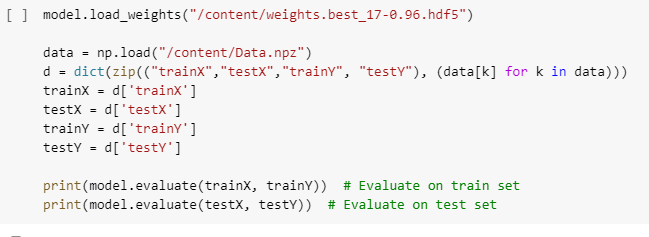 [ ] model.load_weights("/content/weights.best_17-0.96.hdf5")
data = np.load("/content/Data.npz")
d = dict(zip(("trainX","testX","trainY", "testY"), (data[k] for k in data)))
trainX = d['trainX']
testX = d['testX']
trainY = d['trainY']
testY = d['testY']
print(model.evaluate(trainX, trainY))  # Evaluate on train set
print(model.evaluate(testX, testY))  # Evaluate on test set